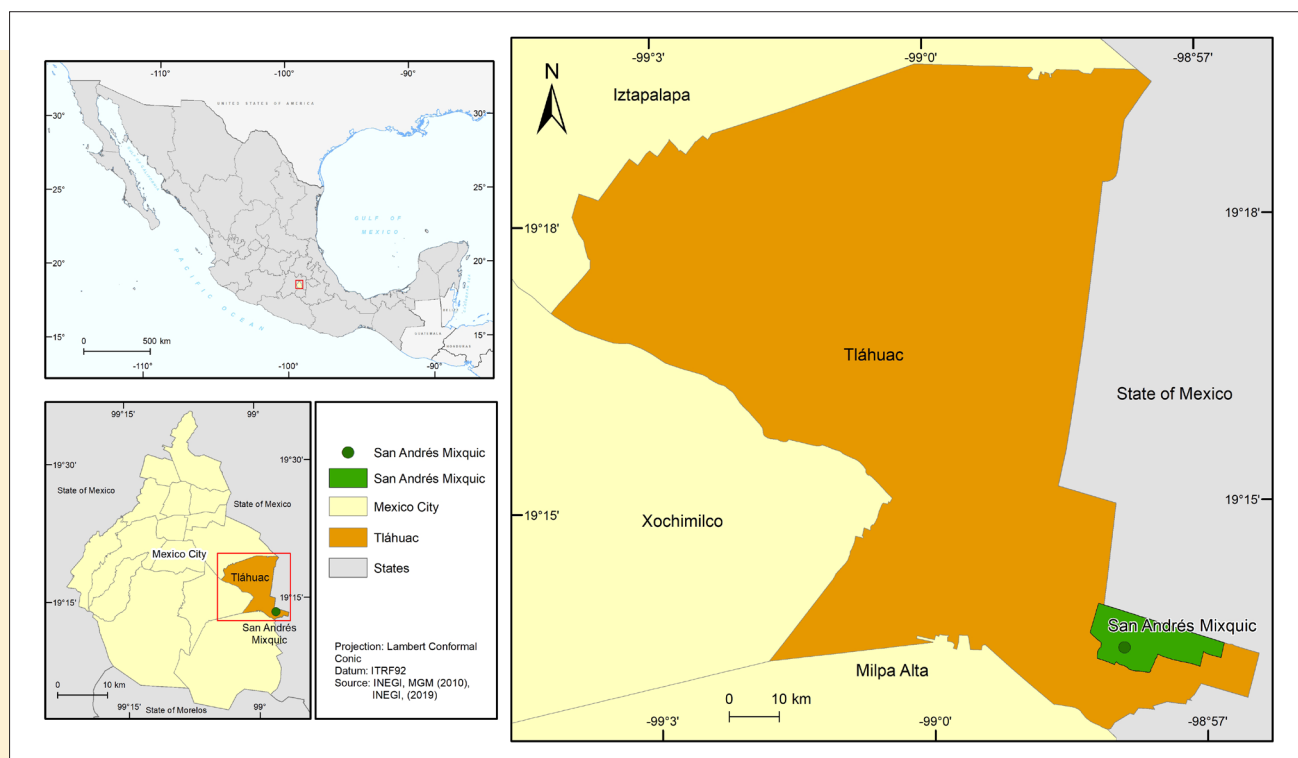 -110°
-100°
-90°
UNITED STATES OF AMERICA
30°
30°
25°
25°
GULF OF
MEXICO
20°
20°
PACIFIC OCEAN
BELICE
GUATEMALA
HONDURAS
15°
15°
0
500 km
-110°
-100°
-90°
99°15'
99°
19°30'
19°30'
State of Mexico
State of Mexico
Mexico City
Tláhuac
19°15'
19°15'
San Andrés
Mixquic
0
10 km
State of Morelos
99°15'
99°
San Andrés Mixquic
San Andrés Mixquic
Mexico City
Tláhuac
States
Projection: Lambert Conformal
Conic
Datum: ITRF92
Source: INEGI, MGM (2010),
INEGI, (2019)
-99°3'
-99°0'
-98°57'
N
Iztapalapa
19°18'
19°18'
Tláhuac
State of Mexico
19°15'
19°15'
Xochimilco
San Andrés Mixquic
Milpa Alta
0
10 km
-99°3'
-99°0'
-98°57'